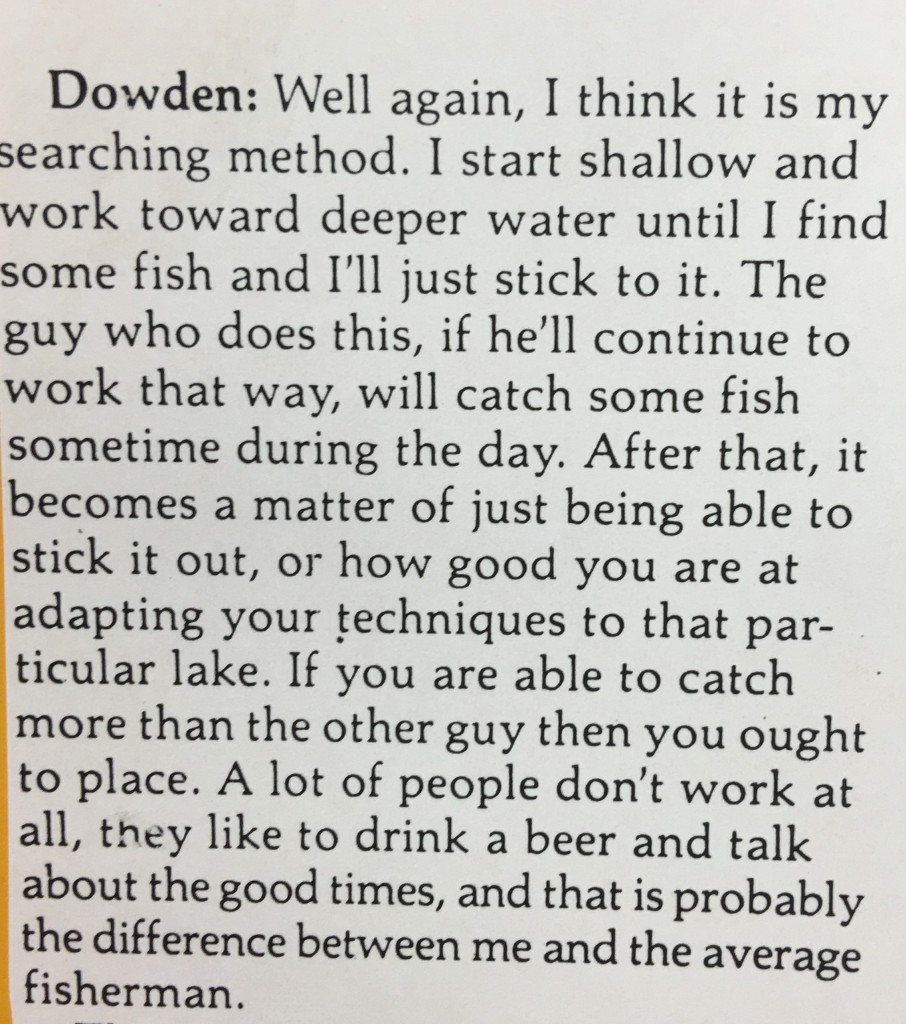 Dowden: Well again, I think it is my
searching method. I start shallow and
work toward deeper water until I find
some fish and I'll just stick to it. The
guy who does this, if he'll continue to
work that way, will catch some fish
sometime during the day. After that, it
becomes a matter of just being able to
stick it out, or how good you are at
adapting your techniques to that par-
ticular lake. If you are able to catch
more than the other guy then you ought
to place. A lot of people don't work at
all, they like to drink a beer and talk
about the good times, and that is probably
the difference between me and the average
fisherman.